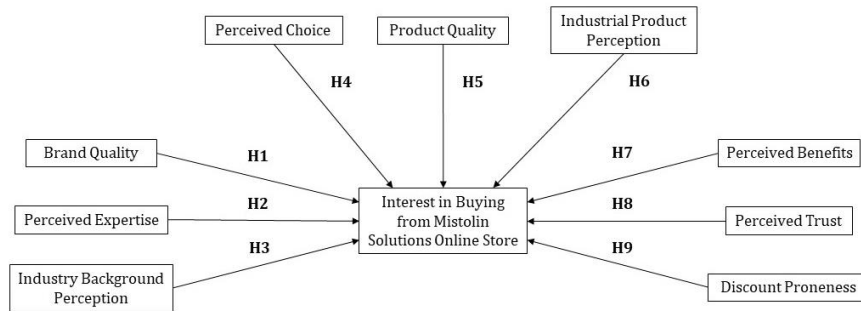 Perceived Choice
Product Quality
Industrial Product
Perception
H4
H5
H6
Brand Quality
H1
H7
Perceived Benefits
Interest in Buying
from Mistolin
Solutions Online Store
Perceived Expertise
H2
H8
Perceived Trust
Industry Background
Perception
H3
H9
Discount Proneness